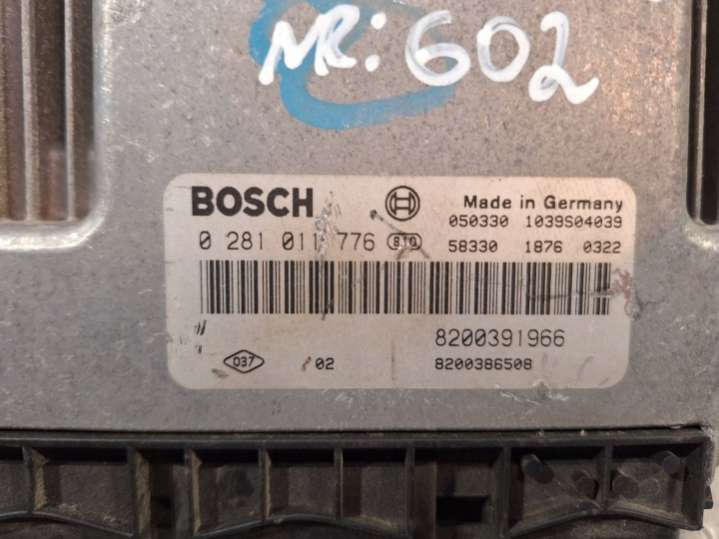 NR: 602
BOSCH Made in Germany
050330 1039S04039
0 281 011 776 58330 1876 0322
8200391966
037 02 8200386508